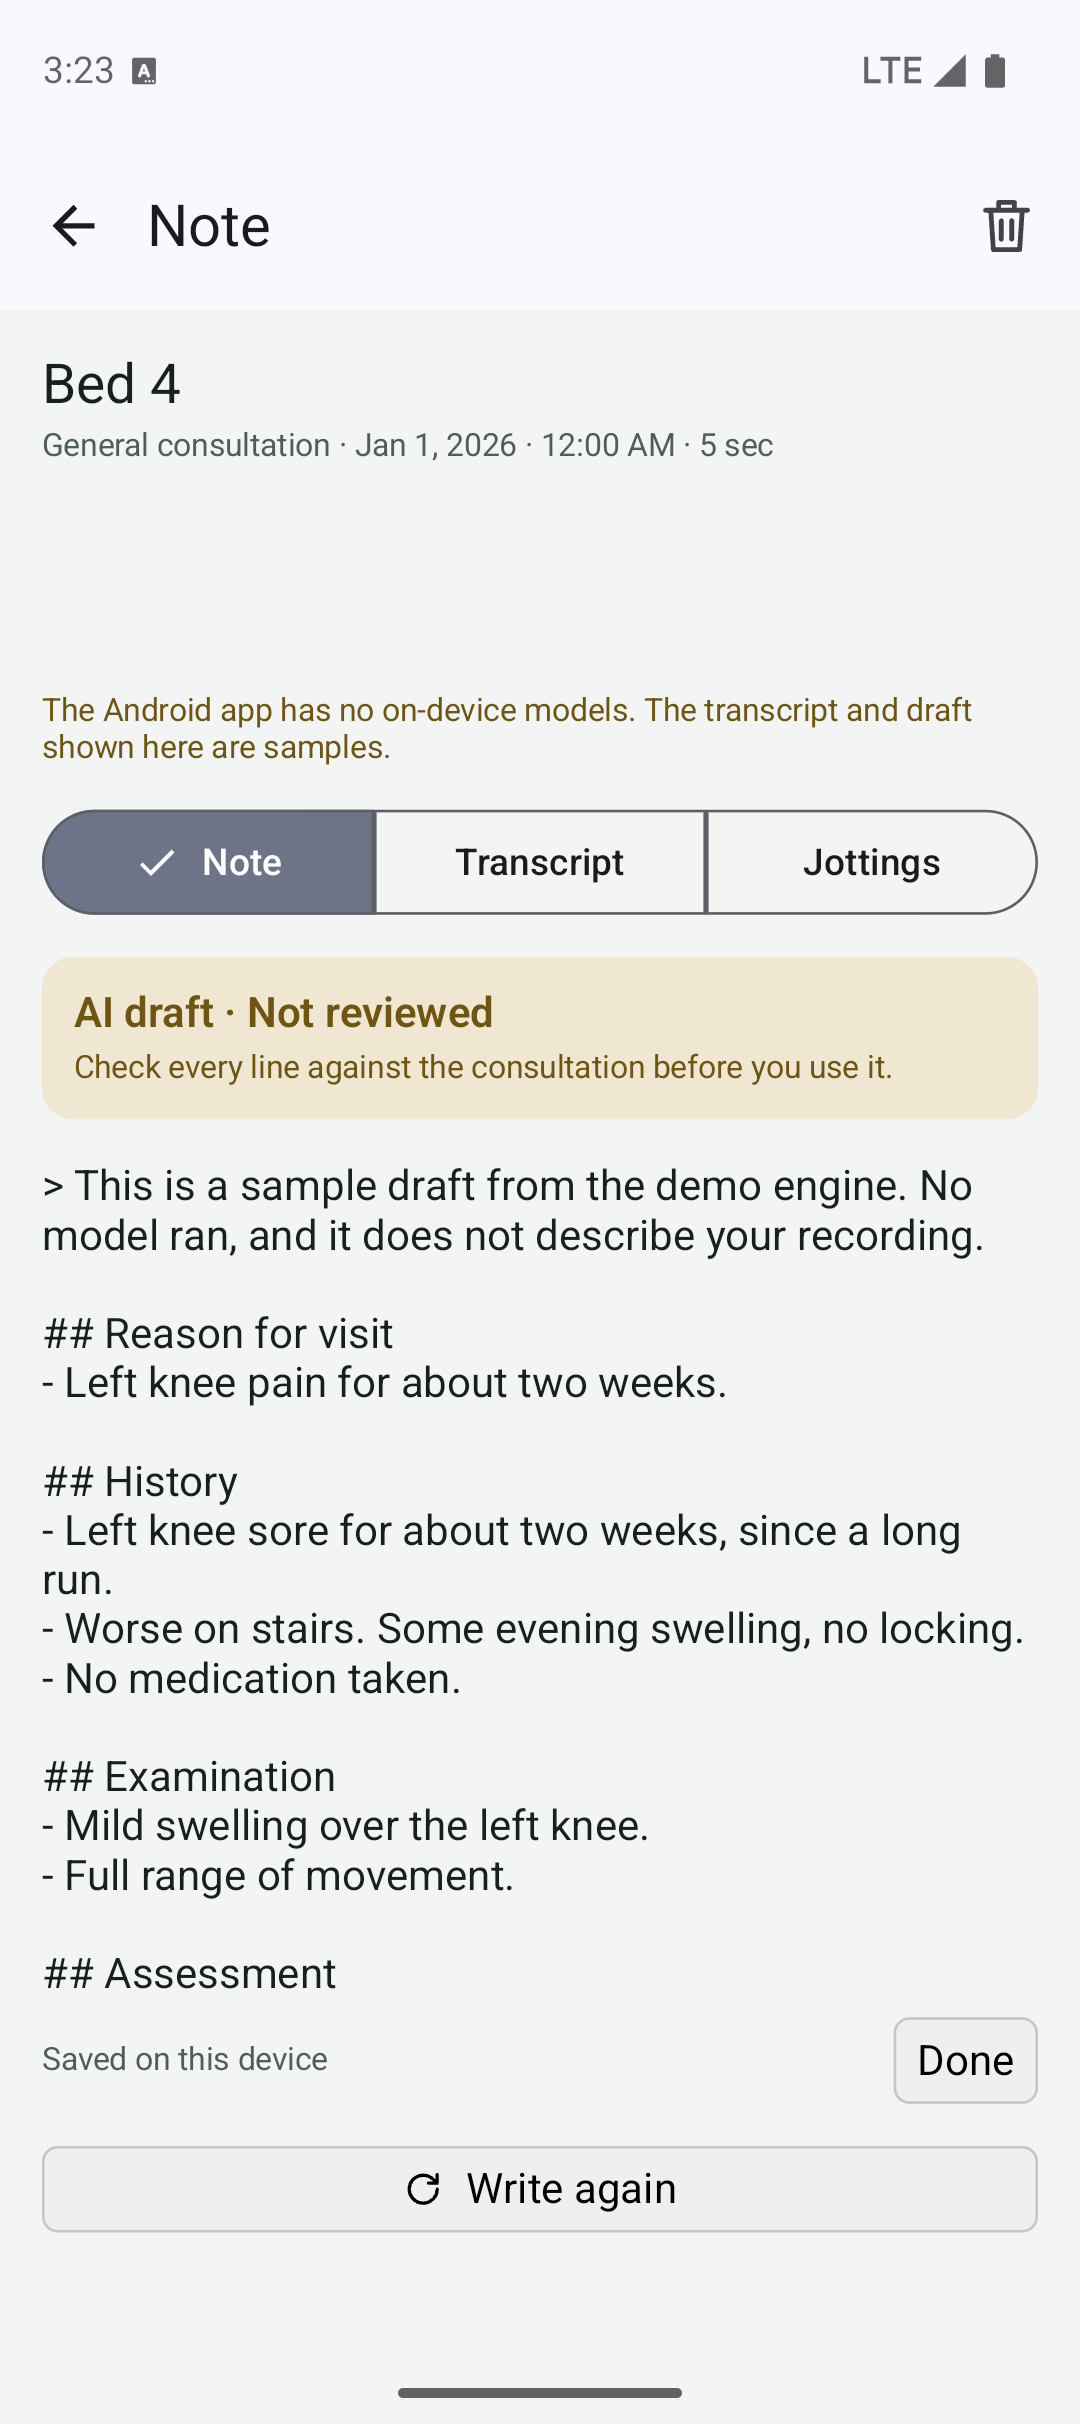 3:23
LTE
Note
Bed 4
General consultation · Jan 1, 2026 · 12:00 AM · 5 sec
The Android app has no on-device models. The transcript and draft
shown here are samples.
Note
Transcript
Jottings
AI draft · Not reviewed
Check every line against the consultation before you use it.
> This is a sample draft from the demo engine. No
model ran, and it does not describe your recording.
## Reason for visit
- Left knee pain for about two weeks.
## History
- Left knee sore for about two weeks, since a long
run.
- Worse on stairs. Some evening swelling, no locking.
- No medication taken.
## Examination
- Mild swelling over the left knee.
- Full range of movement.
## Assessment
Saved on this device
Done
Write again